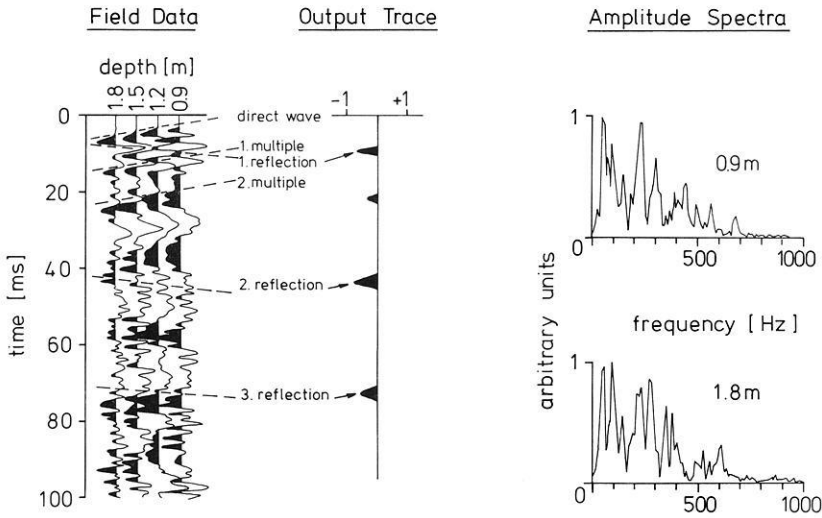 Field Data
Output Trace
Amplitude Spectra
depth [m]
1.8
1.5
1.2
0.9
−1
+1
0
20
40
60
80
100
time [ms]
direct wave
1. multiple
1. reflection
2. multiple
2. reflection
3. reflection
1
0
0.9m
500
1000
frequency [Hz]
arbitrary units
1
0
1.8m
500
1000